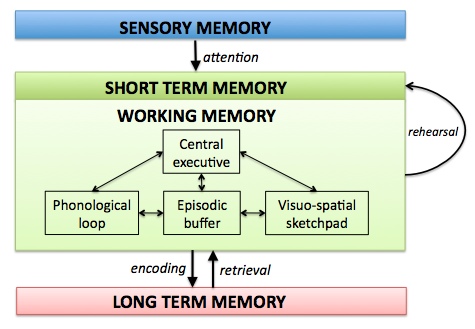 SENSORY MEMORY
attention
SHORT TERM MEMORY
WORKING MEMORY
rehearsal
Central
executive
Phonological
loop
Episodic
buffer
Visuo-spatial
sketchpad
encoding
retrieval
LONG TERM MEMORY